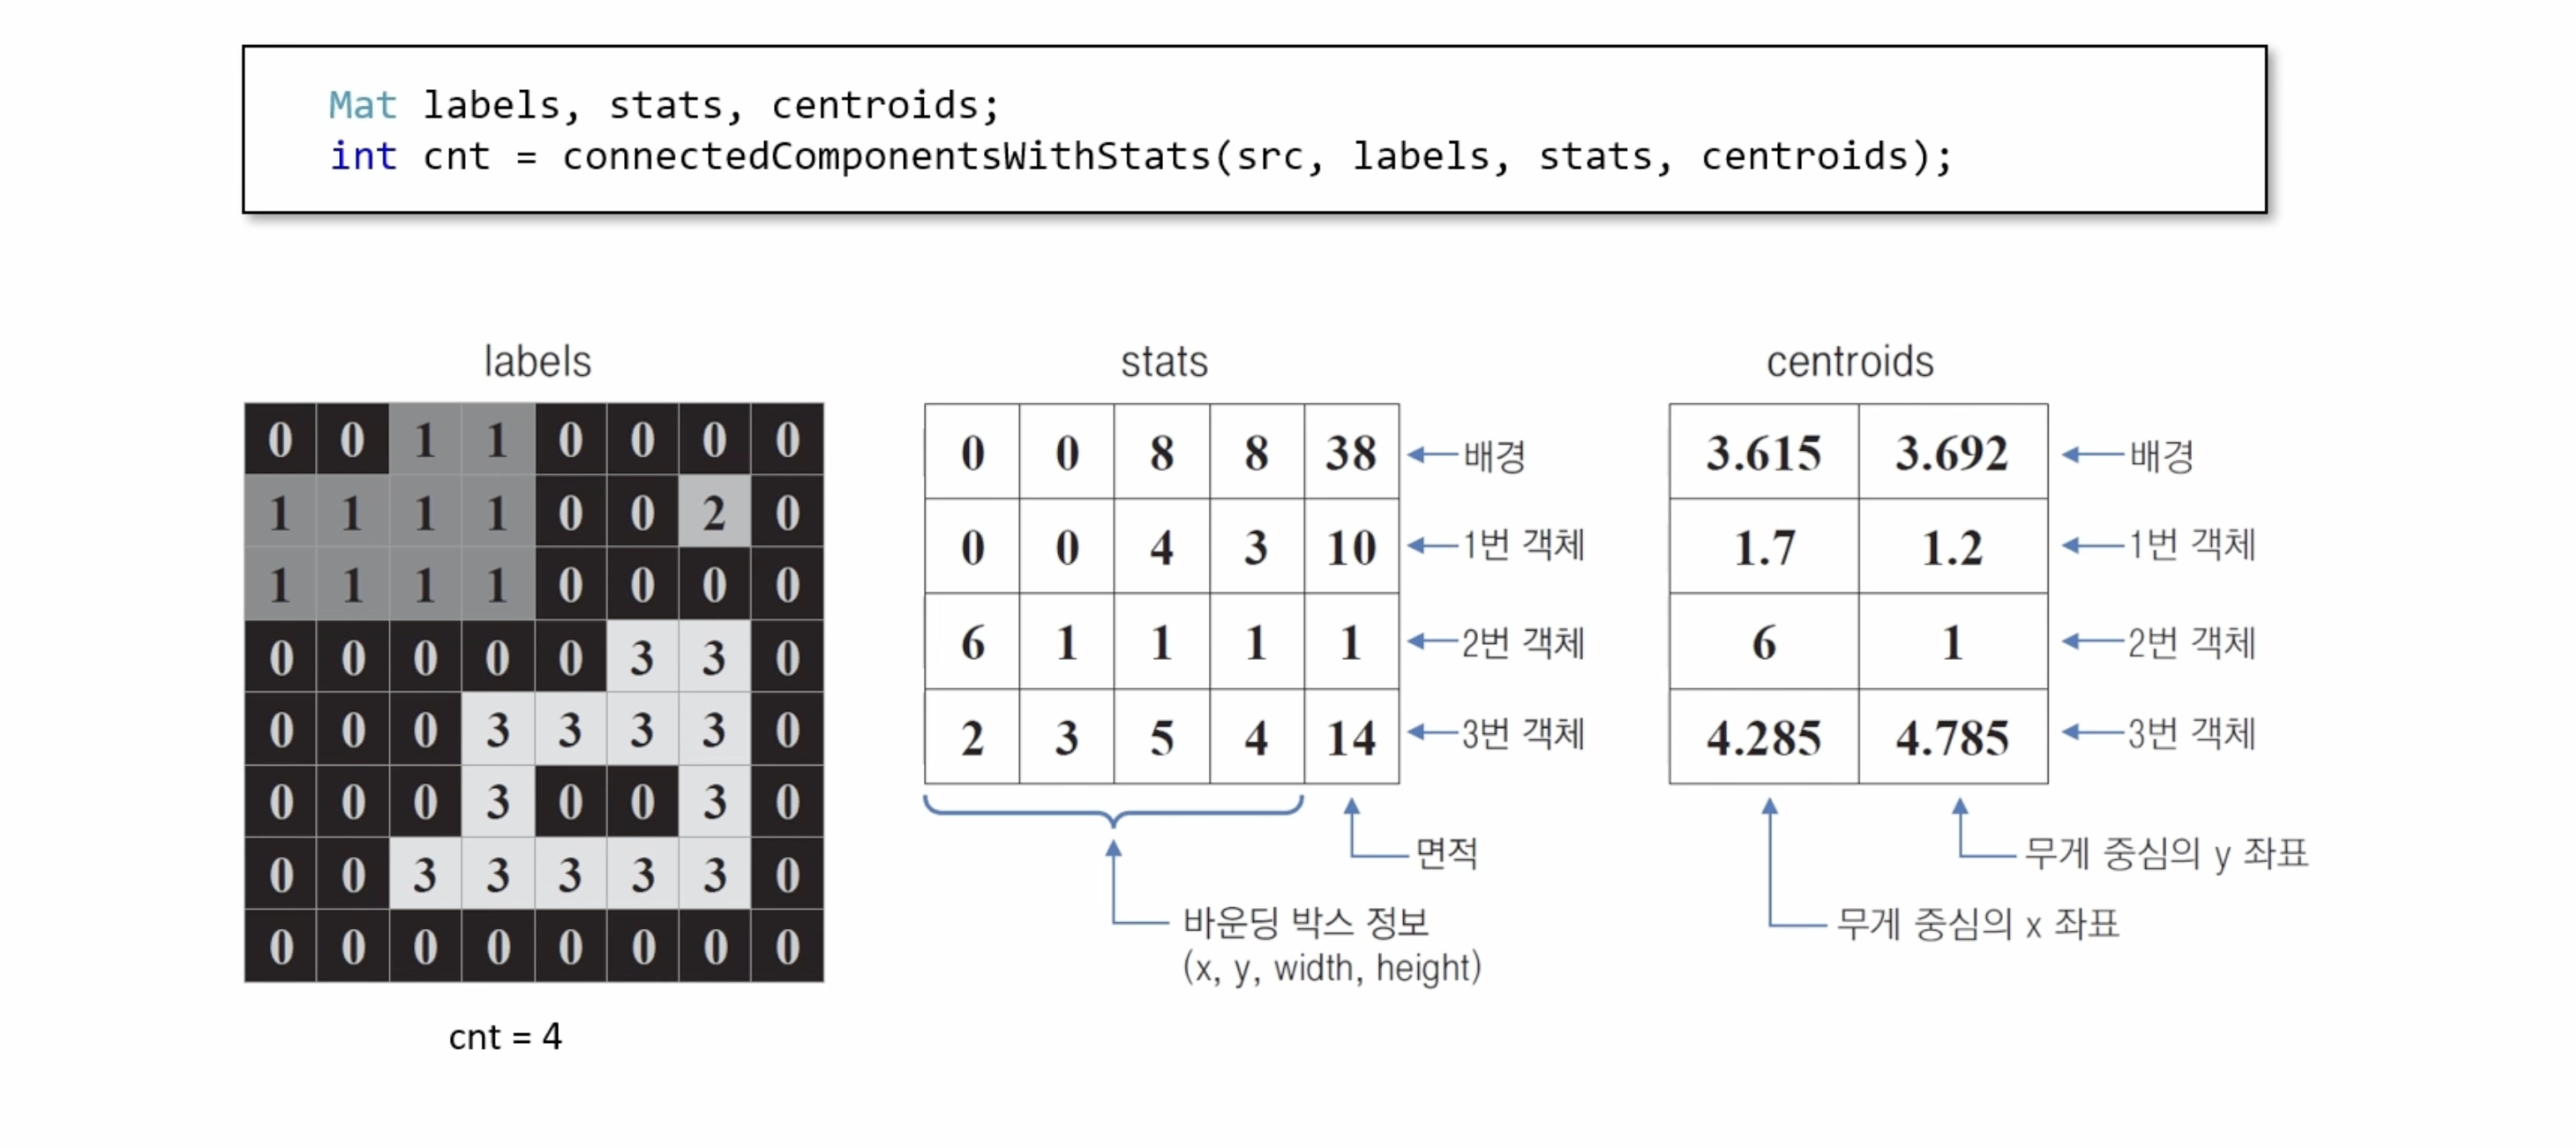 Mat labels, stats, centroids;
int cnt = connectedComponentsWithStats(src, labels, stats, centroids);
labels
0 0 1 1 0 0 0 0
1 1 1 1 0 0 2 0
1 1 1 1 0 0 0 0
0 0 0 0 0 3 3 0
0 0 0 3 3 3 3 0
0 0 0 3 0 0 3 0
0 0 3 3 3 3 3 0
0 0 0 0 0 0 0 0
cnt = 4
stats
0 0 8 8 38 배경
0 0 4 3 10 1번 객체
6 1 1 1 1 2번 객체
2 3 5 4 14 3번 객체
면적
바운딩 박스 정보
(x, y, width, height)
centroids
3.615 3.692 배경
1.7 1.2 1번 객체
6 1 2번 객체
4.285 4.785 3번 객체
무게 중심의 y 좌표
무게 중심의 x 좌표